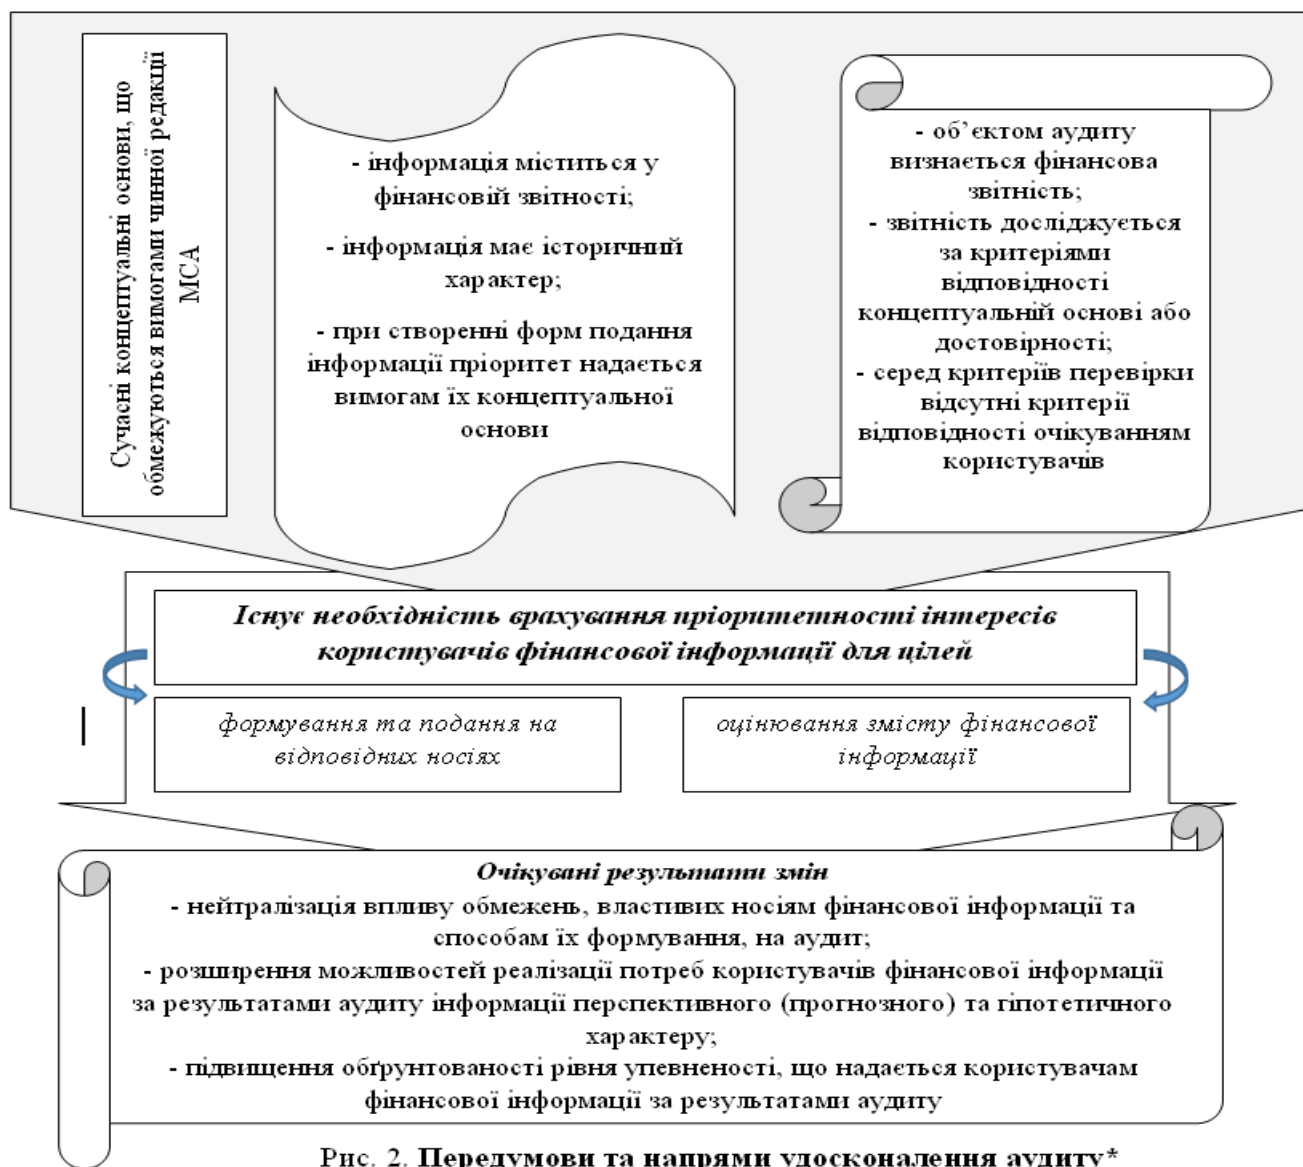 Сучасні концептуальні основи, що
обмежуються вимогами чинної редакції
МСА
- інформація міститься у
фінансовій звітності;
- інформація має історичний
характер;
- при створенні форм подання
інформації пріоритет надається
вимогам їх концептуальної
основи
- об’єктом аудиту
визнається фінансова
звітність;
- звітність досліджується
за критеріями
відповідності
концептуальній основі або
достовірності;
- серед критеріїв перевірки
відсутні критерії
відповідності очікуванням
користувачів
Існує необхідність врахування пріоритетності інтересів
користувачів фінансової інформації для цілей
формування та подання на
відповідних носіях
оцінювання змісту фінансової
інформації
Очікувані результати змін
- нейтралізація впливу обмежень, властивих носіям фінансової інформації та
способам їх формування, на аудит;
- розширення можливостей реалізації потреб користувачів фінансової інформації
за результатами аудиту інформації перспективного (прогнозного) та гіпотетичного
характеру;
- підвищення обґрунтованості рівня упевненості, що надається користувачам
фінансової інформації за результатами аудиту
Рис. 2. Передумови та напрями удосконалення аудиту*